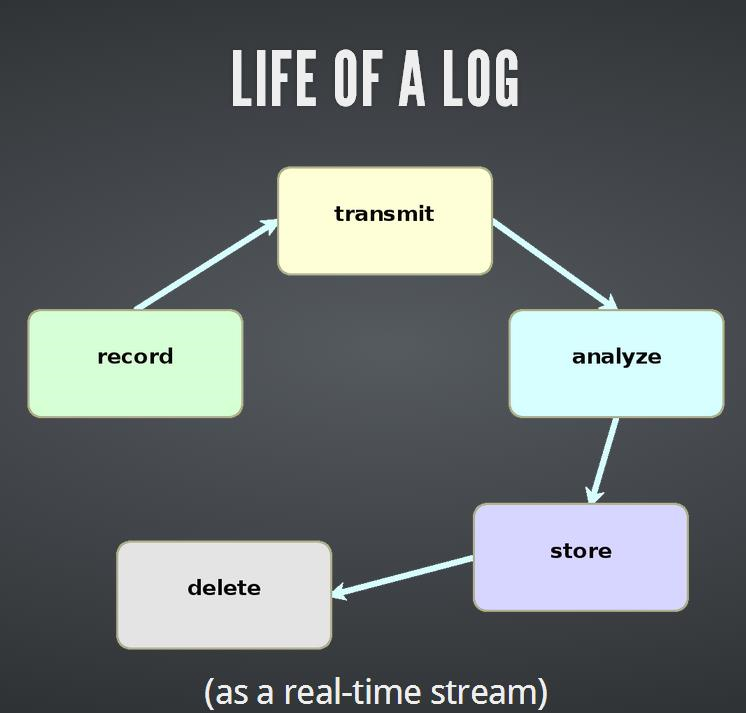 LIFE OF A LOG
transmit
record
analyze
store
delete
(as a real-time stream)